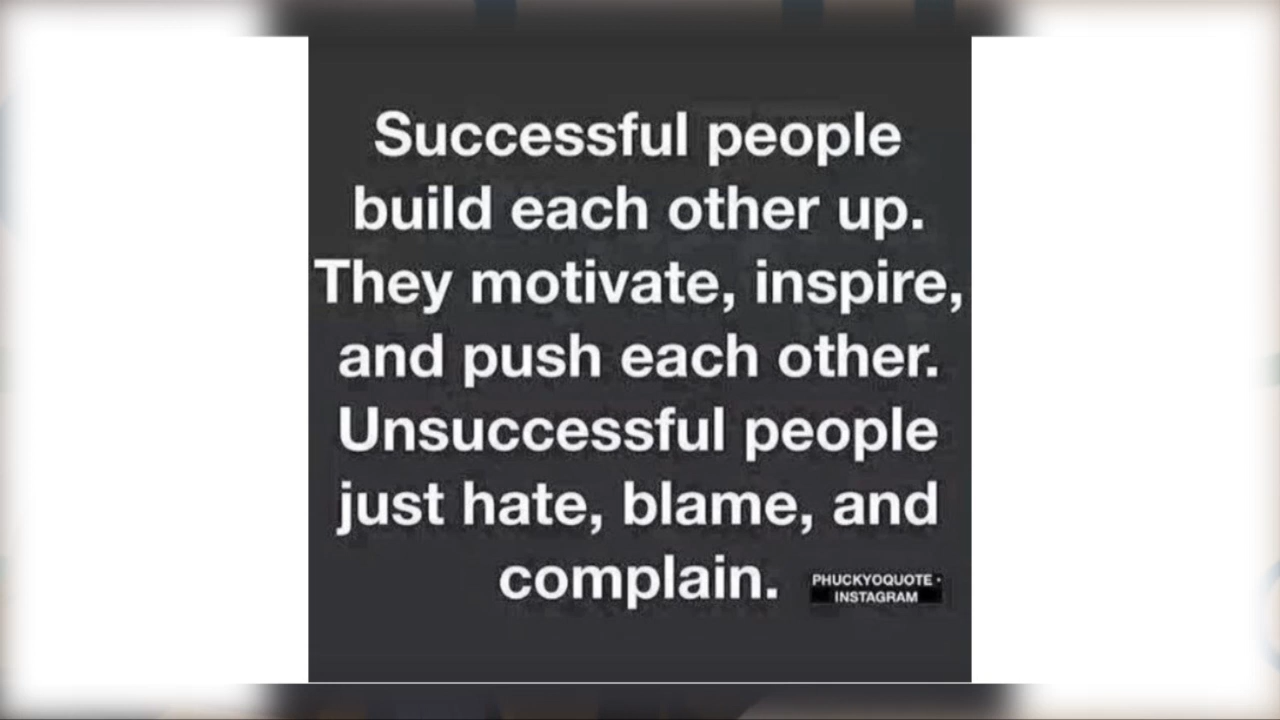 Successful people
build each other up.
They motivate, inspire,
and push each other.
Unsuccessful people
just hate, blame, and
complain.
PHUCKYOQUOTE •
INSTAGRAM